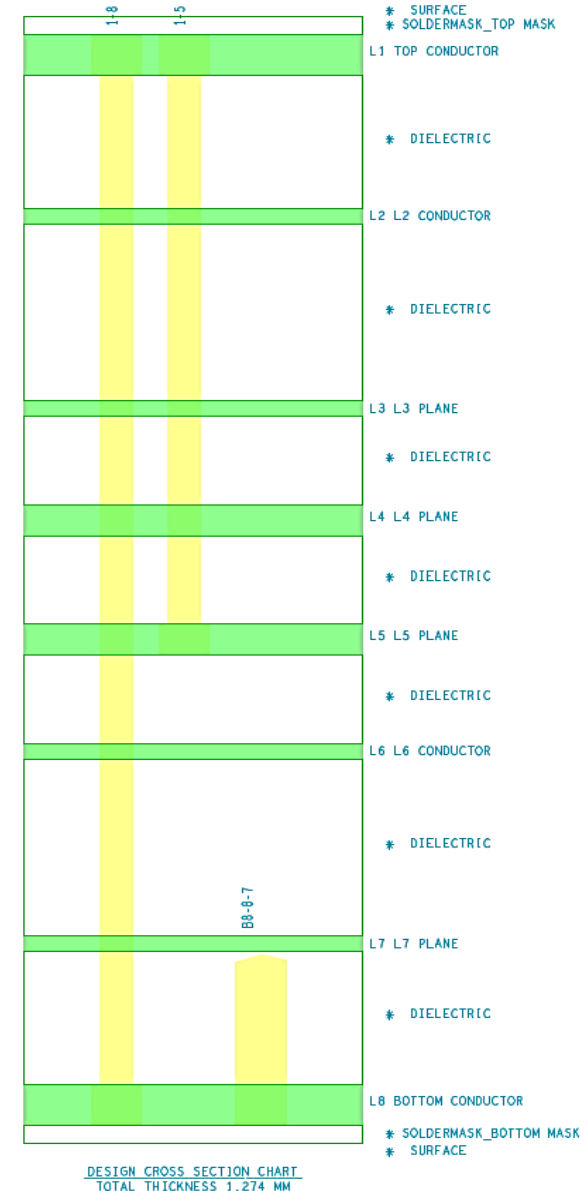 1-8 1-5
* SURFACE
* SOLDERMASK_TOP MASK
L1 TOP CONDUCTOR
* DIELECTRIC
L2 L2 CONDUCTOR
* DIELECTRIC
L3 L3 PLANE
* DIELECTRIC
L4 L4 PLANE
* DIELECTRIC
L5 L5 PLANE
* DIELECTRIC
L6 L6 CONDUCTOR
* DIELECTRIC
B8-8-7
L7 L7 PLANE
* DIELECTRIC
L8 BOTTOM CONDUCTOR
* SOLDERMASK_BOTTOM MASK
* SURFACE
DESIGN CROSS SECTION CHART
TOTAL THICKNESS 1.274 MM